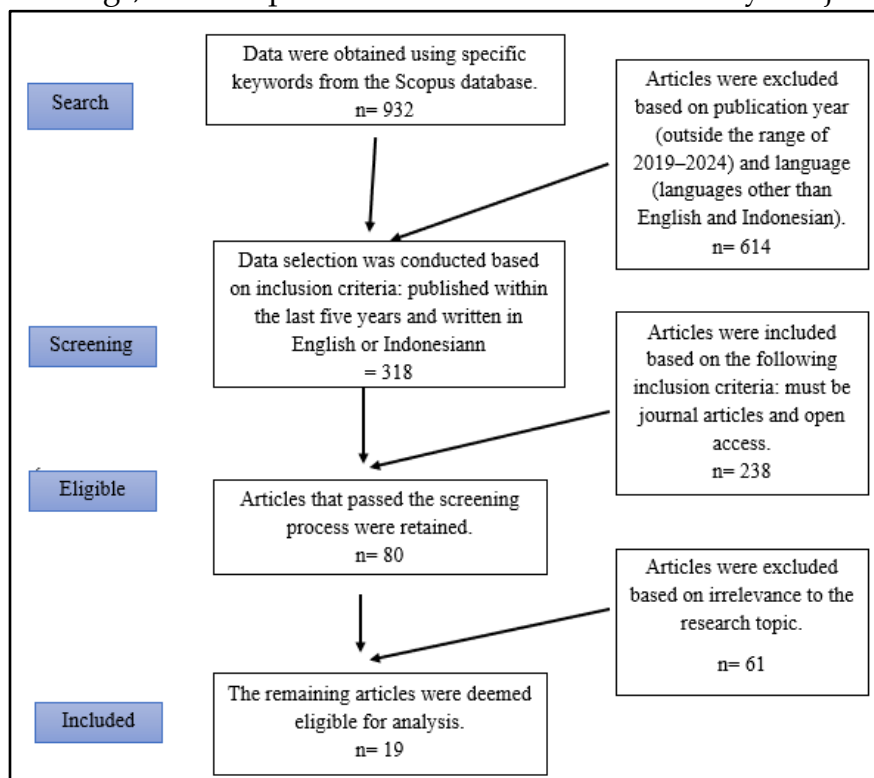 Search
Data were obtained using specific
keywords from the Scopus database.
n= 932
Articles were excluded
based on publication year
(outside the range of
2019–2024) and language
(languages other than
English and Indonesian).
n= 614
Screening
Data selection was conducted based
on inclusion criteria: published within
the last five years and written in
English or Indonesiann
= 318
Articles were included
based on the following
inclusion criteria: must be
journal articles and open
access.
n= 238
Eligible
Articles that passed the screening
process were retained.
n= 80
Articles were excluded
based on irrelevance to the
research topic.
n= 61
Included
The remaining articles were deemed
eligible for analysis.
n= 19